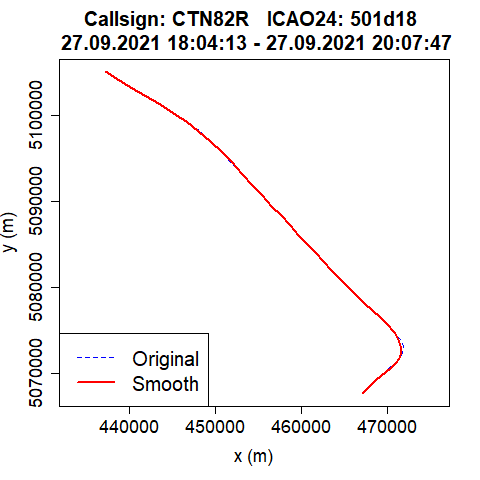 Callsign: CTN82R   ICAO24: 501d18
27.09.2021 18:04:13 - 27.09.2021 20:07:47
y (m)
5100000
5090000
5080000
5070000
Original
Smooth
440000 450000 460000 470000
x (m)